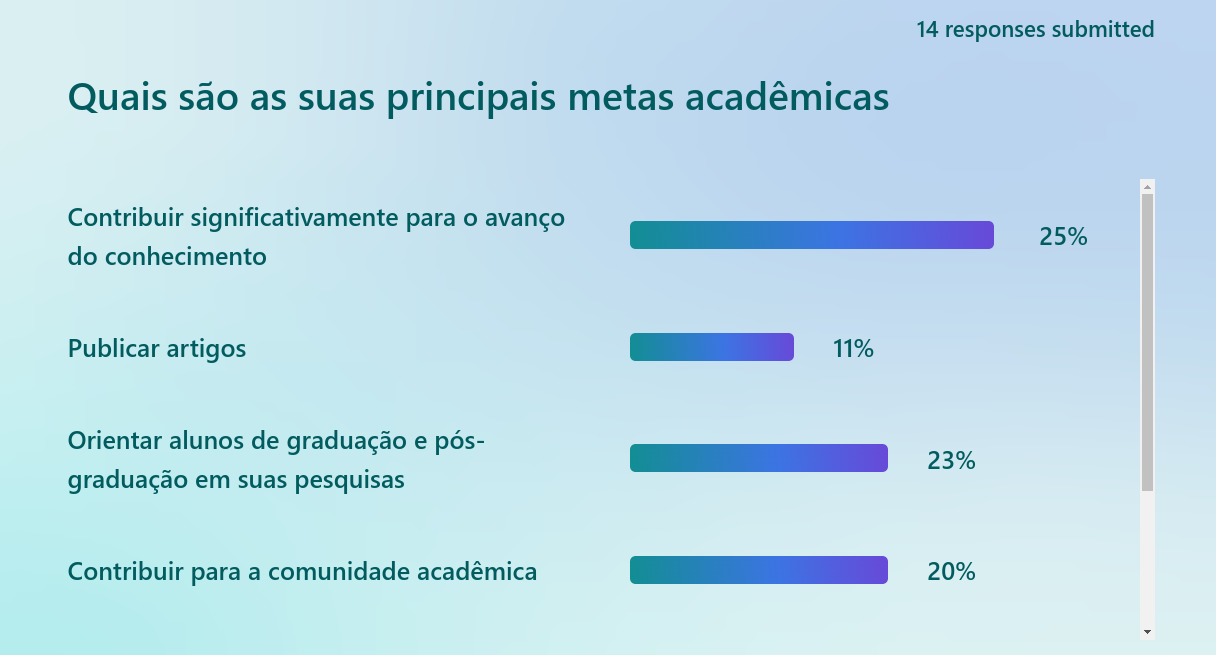 14 responses submitted
Quais são as suas principais metas acadêmicas
Contribuir significativamente para o avanço
do conhecimento
25%
Publicar artigos
11%
Orientar alunos de graduação e pós-
graduação em suas pesquisas
23%
Contribuir para a comunidade acadêmica
20%